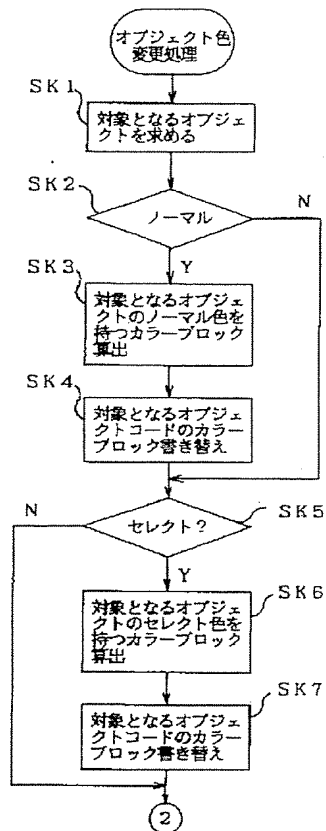 オブジェクト色
変更処理
SK1
対象となるオブジェ
クトを求める
SK2
ノーマル
N
Y
SK3
対象となるオブジェ
クトのノーマル色を
持つカラーブロック
算出
SK4
対象となるオブジェ
クトコードのカラー
ブロック書き替え
N
セレクト?
SK5
Y
SK6
対象となるオブジェ
クトのセレクト色を
持つカラーブロック
算出
SK7
対象となるオブジェ
クトコードのカラー
ブロック書き替え
2